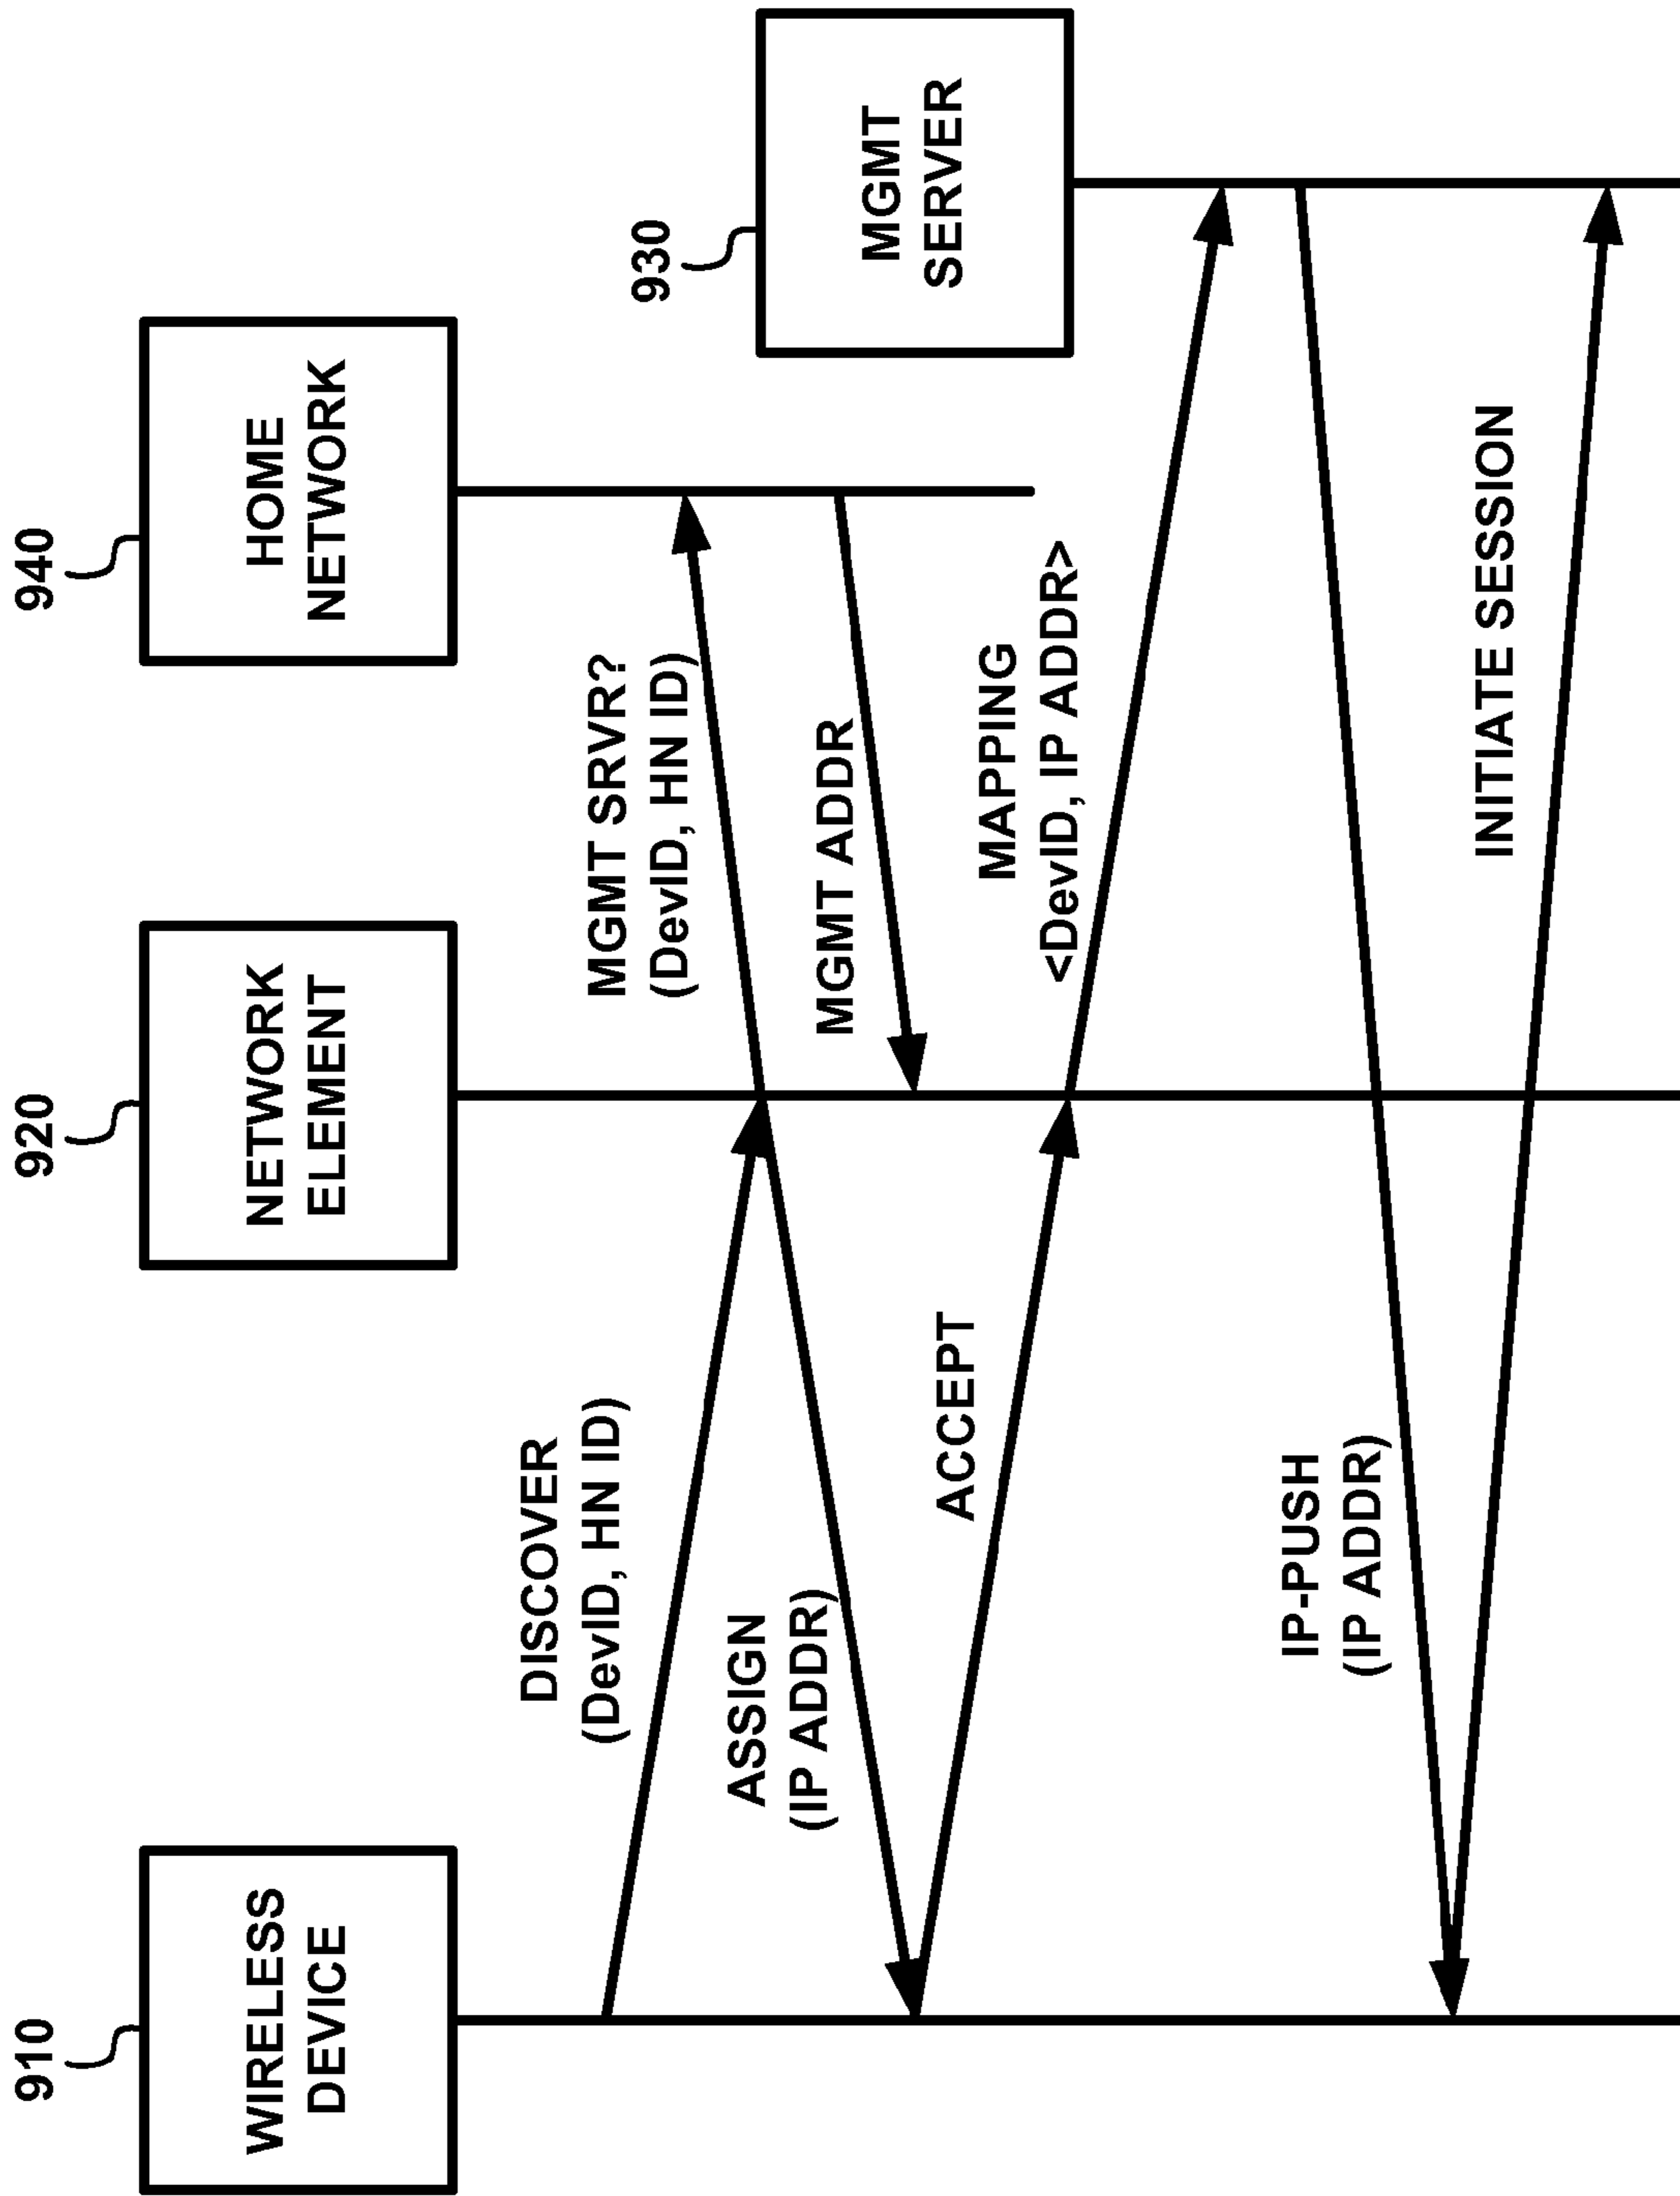 910
WIRELESS
DEVICE
920
NETWORK
ELEMENT
940
HOME
NETWORK
930
MGMT
SERVER
DISCOVER
(DevID, HN ID)
MGMT SRVR?
(DevID, HN ID)
ASSIGN
(IP ADDR)
MGMT ADDR
ACCEPT
MAPPING
<DevID, IP ADDR>
IP-PUSH
(IP ADDR)
INITIATE SESSION